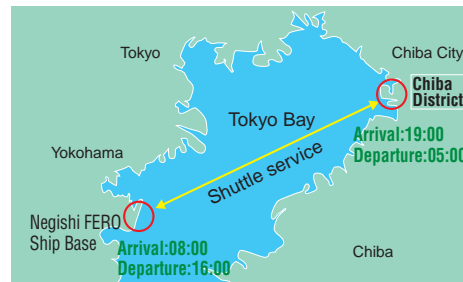 Tokyo
Chiba City
Chiba
District
Tokyo Bay
Arrival:19:00
Departure:05:00
Yokohama
Shuttle service
Negishi FERO
Ship Base
Arrival:08:00
Departure:16:00
Chiba